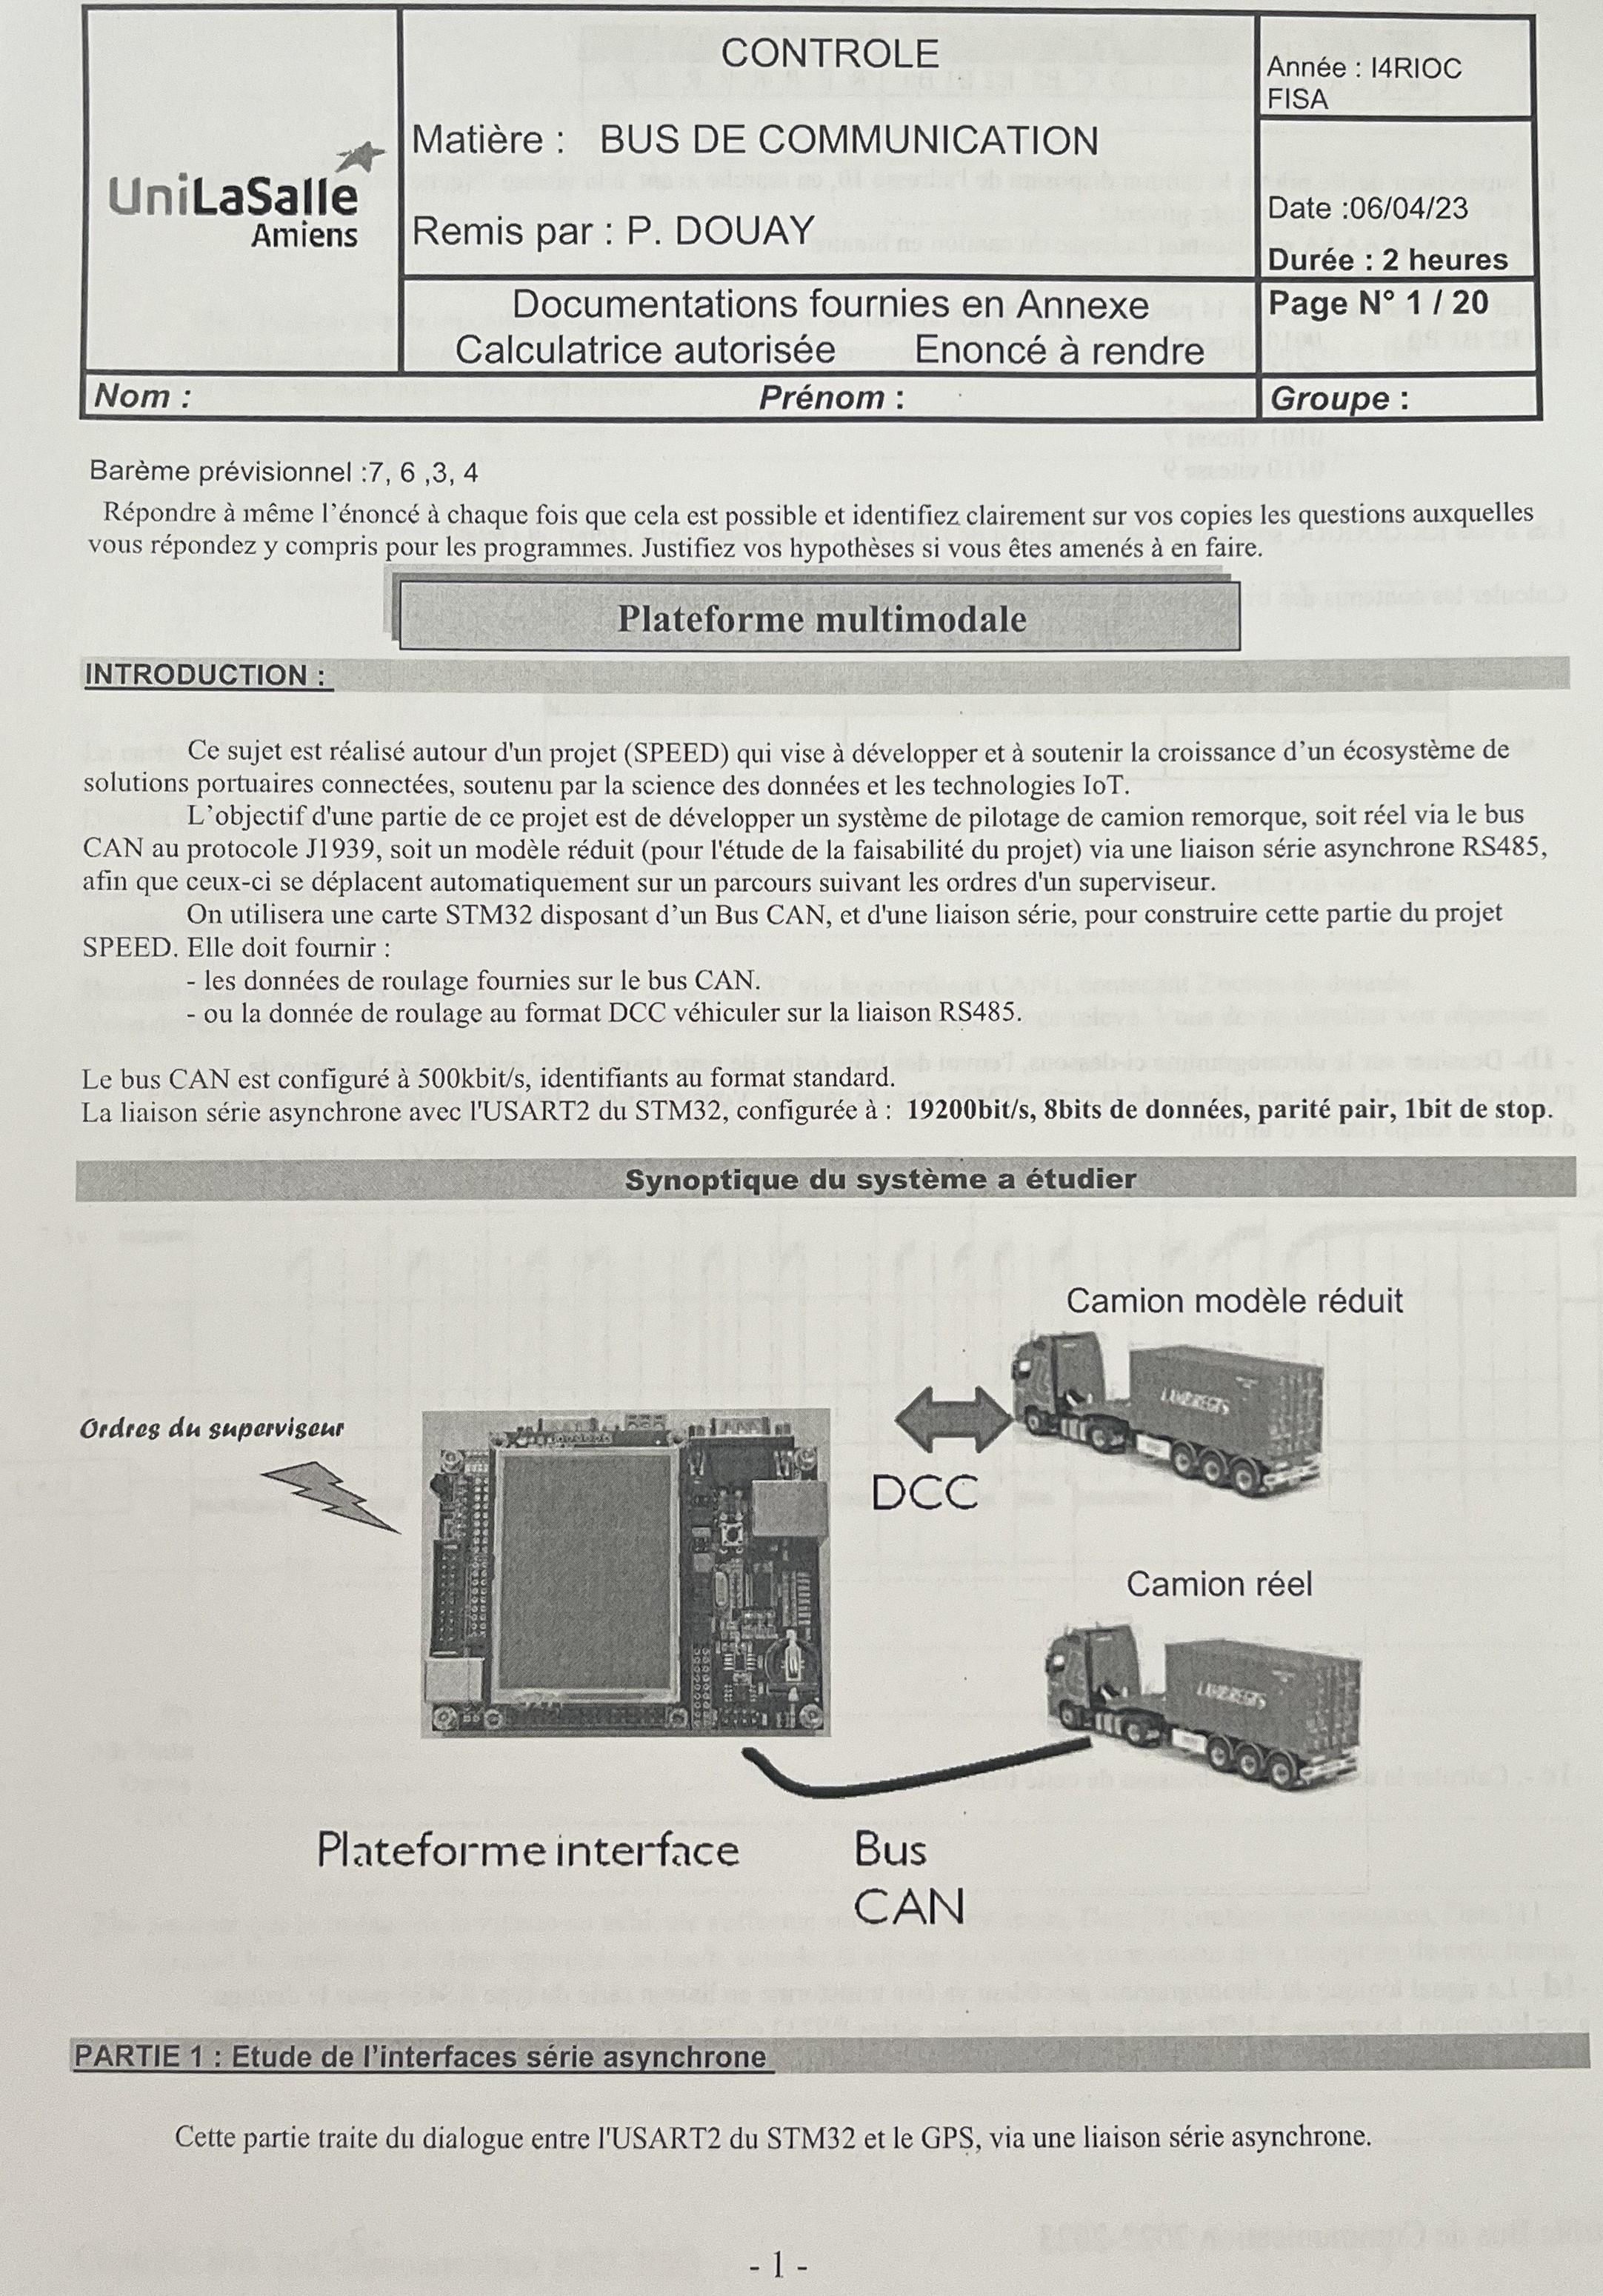 CONTROLE
Année : I4RIOC
FISA
Matière : BUS DE COMMUNICATION
UniLaSalle
Amiens
Remis par : P. DOUAY
Date :06/04/23
Durée : 2 heures
Documentations fournies en Annexe
Page N° 1 / 20
Calculatrice autorisée Enoncé à rendre
Nom : Prénom : Groupe :
Barème prévisionnel :7, 6 ,3, 4
Répondre à même l'énoncé à chaque fois que cela est possible et identifiez clairement sur vos copies les questions auxquelles
vous répondez y compris pour les programmes. Justifiez vos hypothèses si vous êtes amenés à en faire.
Plateforme multimodale
INTRODUCTION :
Ce sujet est réalisé autour d'un projet (SPEED) qui vise à développer et à soutenir la croissance d'un écosystème de
solutions portuaires connectées, soutenu par la science des données et les technologies IoT.
L'objectif d'une partie de ce projet est de développer un système de pilotage de camion remorque, soit réel via le bus
CAN au protocole J1939, soit un modèle réduit (pour l'étude de la faisabilité du projet) via une liaison série asynchrone RS485,
afin que ceux-ci se déplacent automatiquement sur un parcours suivant les ordres d'un superviseur.
On utilisera une carte STM32 disposant d'un Bus CAN, et d'une liaison série, pour construire cette partie du projet
SPEED. Elle doit fournir :
- les données de roulage fournies sur le bus CAN.
- ou la donnée de roulage au format DCC véhiculer sur la liaison RS485.
Le bus CAN est configuré à 500kbit/s, identifiants au format standard.
La liaison série asynchrone avec l'USART2 du STM32, configurée à : 19200bit/s, 8bits de données, parité pair, 1bit de stop.
Synoptique du système a étudier
Camion modèle réduit
Ordres du superviseur
DCC
Camion réel
Plateforme interface
Bus
CAN
PARTIE 1 : Etude de l'interfaces série asynchrone
Cette partie traite du dialogue entre l'USART2 du STM32 et le GPS, via une liaison série asynchrone.
- 1 -